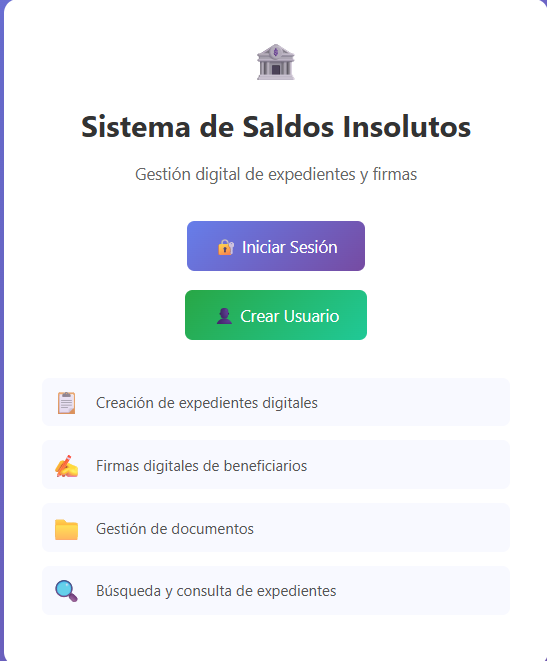 Sistema de Saldos Insolutos
Gestión digital de expedientes y firmas
Iniciar Sesión
Crear Usuario
Creación de expedientes digitales
Firmas digitales de beneficiarios
Gestión de documentos
Búsqueda y consulta de expedientes